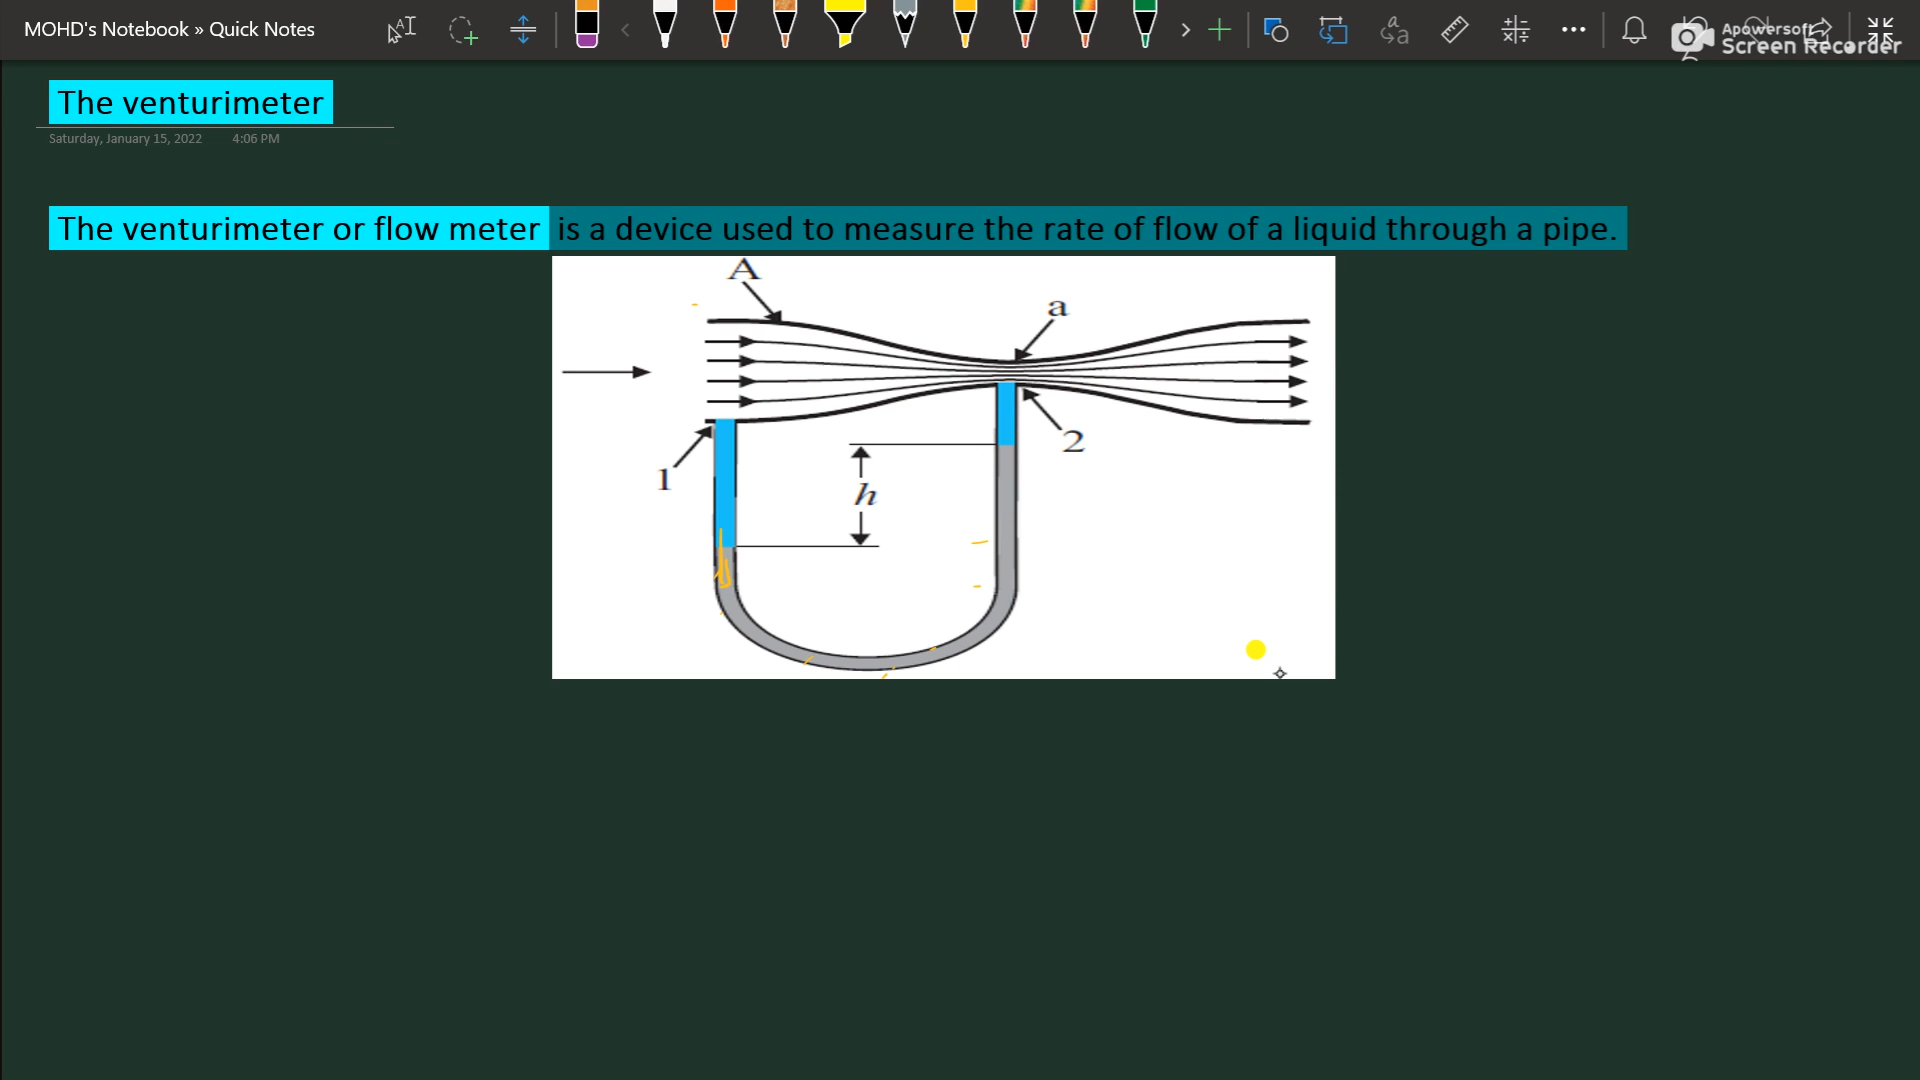 MOHD's Notebook » Quick Notes
Apowersoft
Screen Recorder
The venturimeter
Saturday, January 15, 2022 4:06 PM
The venturimeter or flow meter is a device used to measure the rate of flow of a liquid through a pipe.
A
a
1
2
h